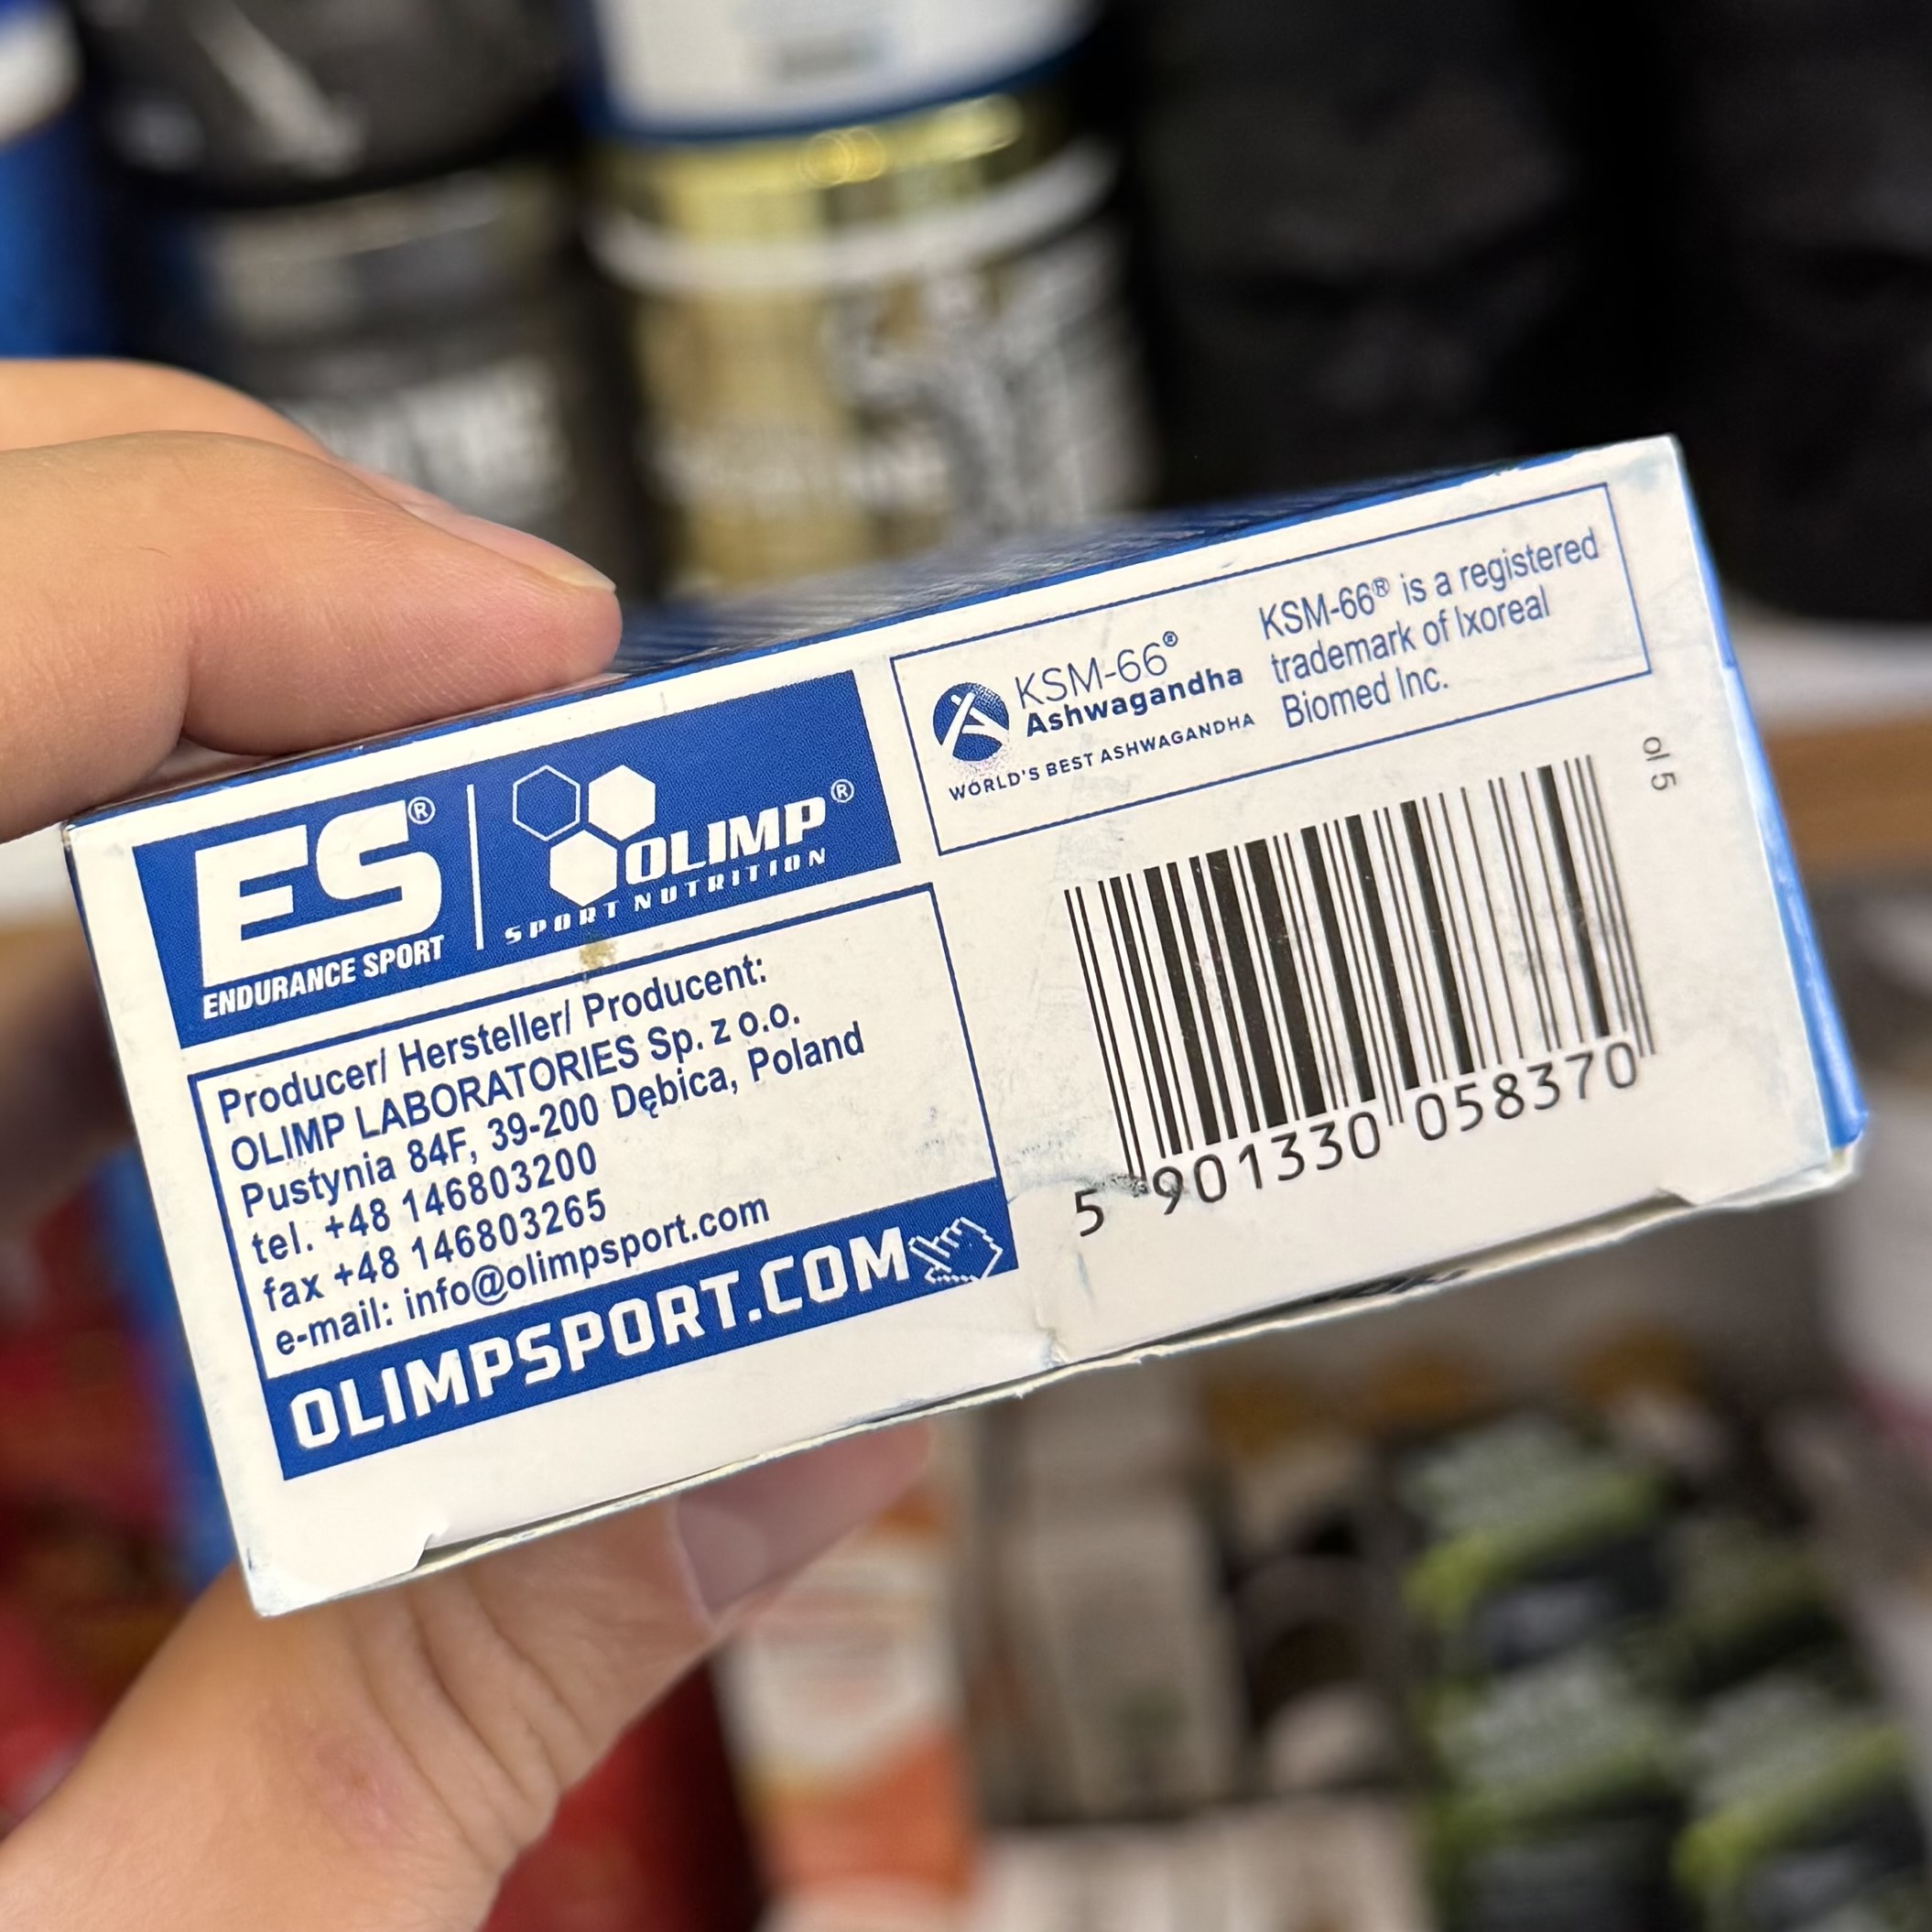 ES®
ENDURANCE SPORT
OLIMP®
SPORT NUTRITION
Producer/ Hersteller/ Producent:
OLIMP LABORATORIES Sp. z o.o.
Pustynia 84F, 39-200 Dębica, Poland
tel. +48 146803200
fax +48 146803265
e-mail: info@olimpsport.com
OLIMPSPORT.COM
KSM-66®
Ashwagandha
WORLD'S BEST ASHWAGANDHA
KSM-66® is a registered
trademark of Ixoreal
Biomed Inc.
ol 5
5 901330 058370